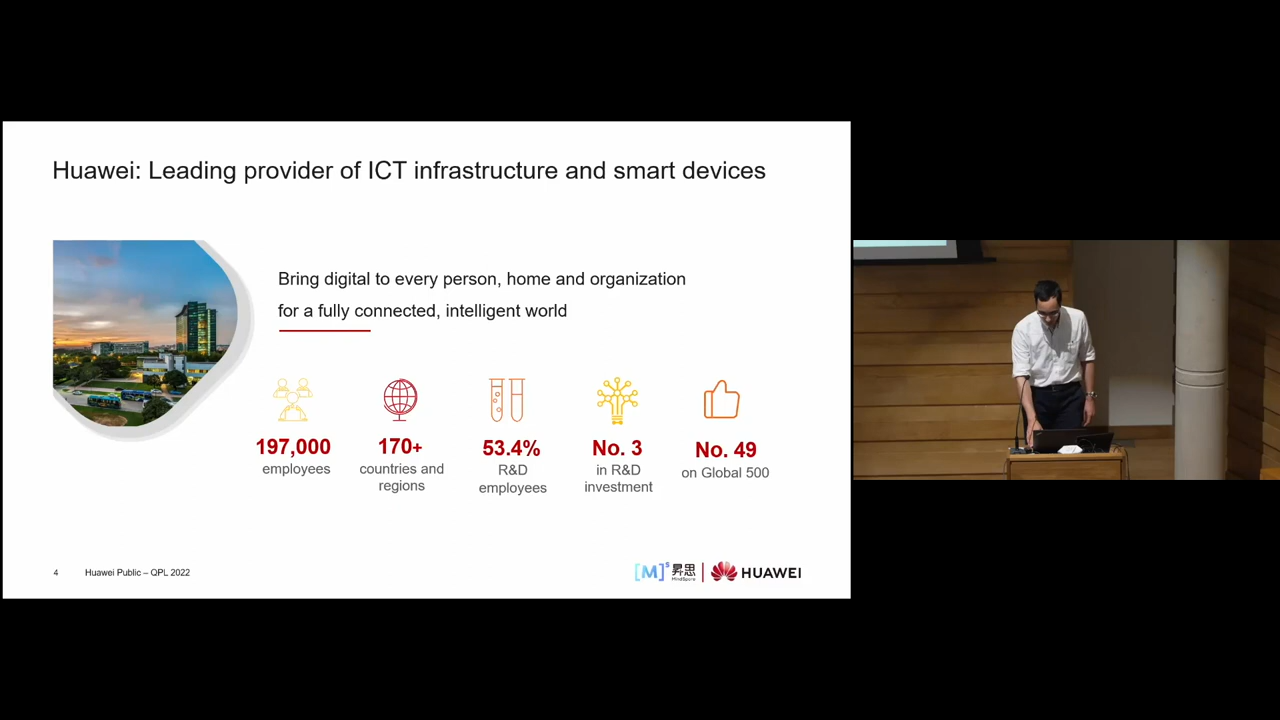 Huawei: Leading provider of ICT infrastructure and smart devices
Bring digital to every person, home and organization
for a fully connected, intelligent world
197,000
employees
170+
countries and
regions
53.4%
R&D
employees
No. 3
in R&D
investment
No. 49
on Global 500
4
Huawei Public – QPL 2022
[M]s
昇思
MindSpore
HUAWEI